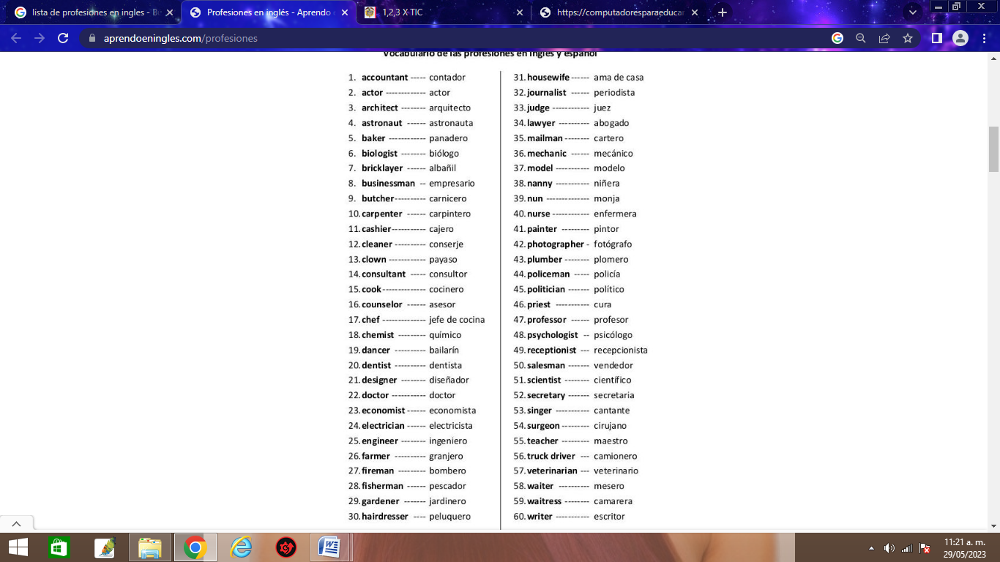 lista de profesiones en ingles - B
Profesiones en inglés - Aprendo
1,2,3 X TIC
https://computadoresparaeduca
aprendoeningles.com/profesiones
Vocabulario de las profesiones en inglés y español
1. accountant ----- contador
2. actor ------------ actor
3. architect -------- arquitecto
4. astronaut ------ astronauta
5. baker ------------ panadero
6. biologist -------- biólogo
7. bricklayer ------ albañil
8. businessman -- empresario
9. butcher---------- carnicero
10. carpenter ------ carpintero
11. cashier----------- cajero
12. cleaner ---------- conserje
13. clown ------------ payaso
14. consultant ----- consultor
15. cook-------------- cocinero
16. counselor ------ asesor
17. chef -------------- jefe de cocina
18. chemist --------- químico
19. dancer ---------- bailarín
20. dentist ---------- dentista
21. designer -------- diseñador
22. doctor ----------- doctor
23. economist ------ economista
24. electrician ------ electricista
25. engineer -------- ingeniero
26. farmer ---------- granjero
27. fireman --------- bombero
28. fisherman ------ pescador
29. gardener ------- jardinero
30. hairdresser ---- peluquero
31. housewife ------ ama de casa
32. journalist ------ periodista
33. judge ------------ juez
34. lawyer ---------- abogado
35. mailman -------- cartero
36. mechanic ------ mecánico
37. model ----------- modelo
38. nanny ----------- niñera
39. nun -------------- monja
40. nurse ------------ enfermera
41. painter --------- pintor
42. photographer - fotógrafo
43. plumber -------- plomero
44. policeman ----- policía
45. politician ------- político
46. priest ----------- cura
47. professor ------ profesor
48. psychologist -- psicólogo
49. receptionist --- recepcionista
50. salesman ------- vendedor
51. scientist -------- científico
52. secretary ------- secretaria
53. singer ----------- cantante
54. surgeon --------- cirujano
55. teacher --------- maestro
56. truck driver --- camionero
57. veterinarian --- veterinario
58. waiter ---------- mesero
59. waitress -------- camarera
60. writer ----------- escritor
11:21 a. m.
29/05/2023